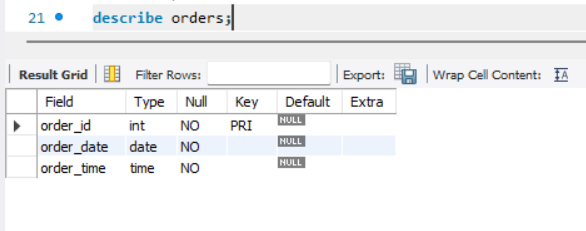 21 describe orders;
Result Grid Filter Rows: Export: Wrap Cell Content: IA
Field Type Null Key Default Extra
order_id int NO PRI NULL
order_date date NO NULL
order_time time NO NULL